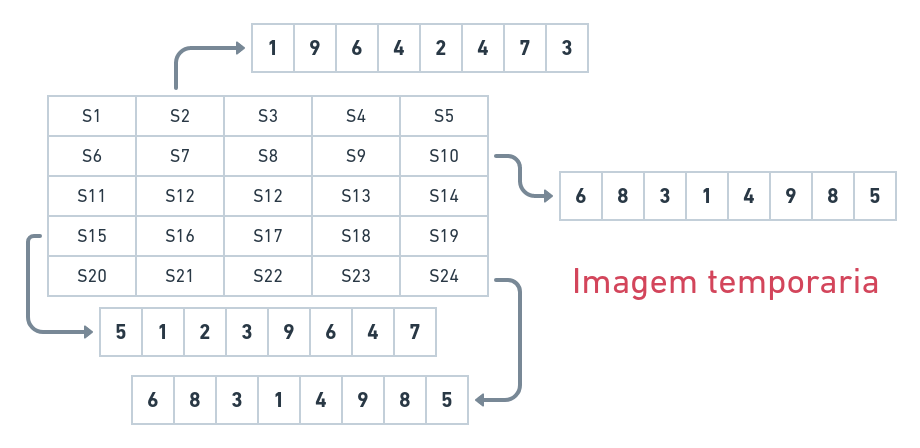 1 9 6 4 2 4 7 3
S1 S2 S3 S4 S5
S6 S7 S8 S9 S10
S11 S12 S12 S13 S14
S15 S16 S17 S18 S19
S20 S21 S22 S23 S24
6 8 3 1 4 9 8 5
Imagem temporaria
5 1 2 3 9 6 4 7
6 8 3 1 4 9 8 5